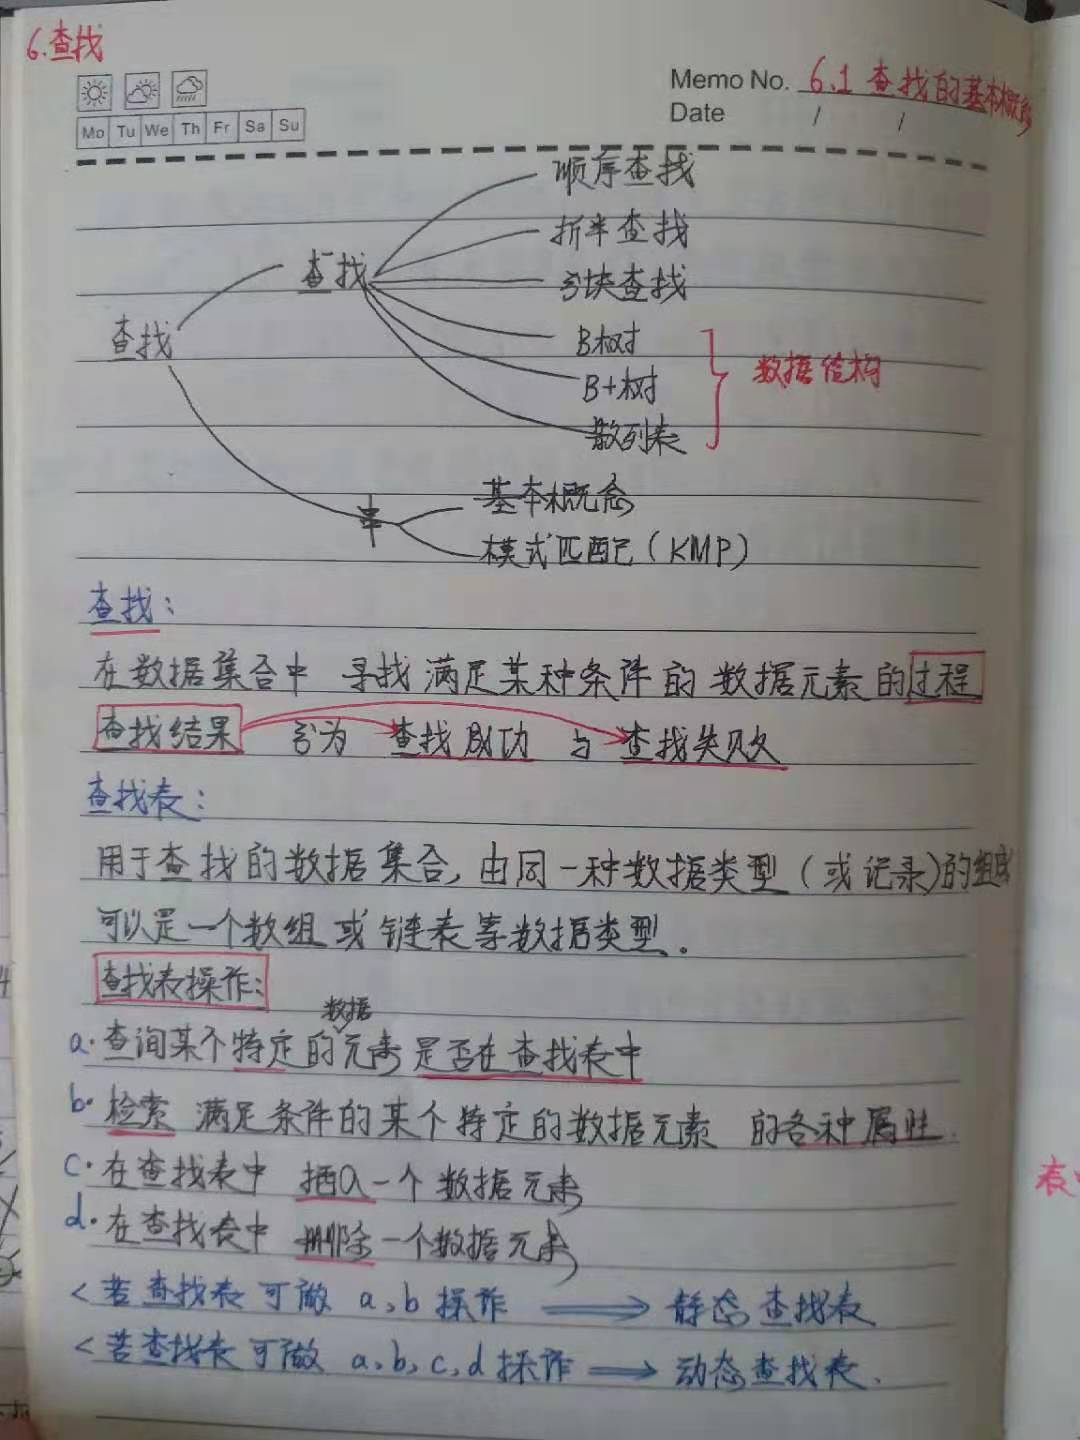 6.查找
Memo No. 6.1 查找的基本概念
Date / /
Mo Tu We Th Fr Sa Su
顺序查找
折半查找
查找
分块查找
查找
B树
数据结构
B+树
散列表
基本概念
串
模式匹配(KMP)
查找:
在数据集合中 寻找满足某种条件的数据元素的过程
查找结果 分为 查找成功 与 查找失败
查找表:
用于查找的数据集合,由同一种数据类型(或记录)的组成
可以是一个数组或链表等数据类型.
查找表操作:
数据
a.查询某个特定的元素是否在查找表中
b.检索 满足条件的某个特定的数据元素 的各种属性.
c.在查找表中 插入一个数据元素
d.在查找表中 删除一个数据元素
<若查找表可做 a、b操作 ⟹ 静态查找表
<若查找表可做 a、b、c、d操作 ⟹ 动态查找表.